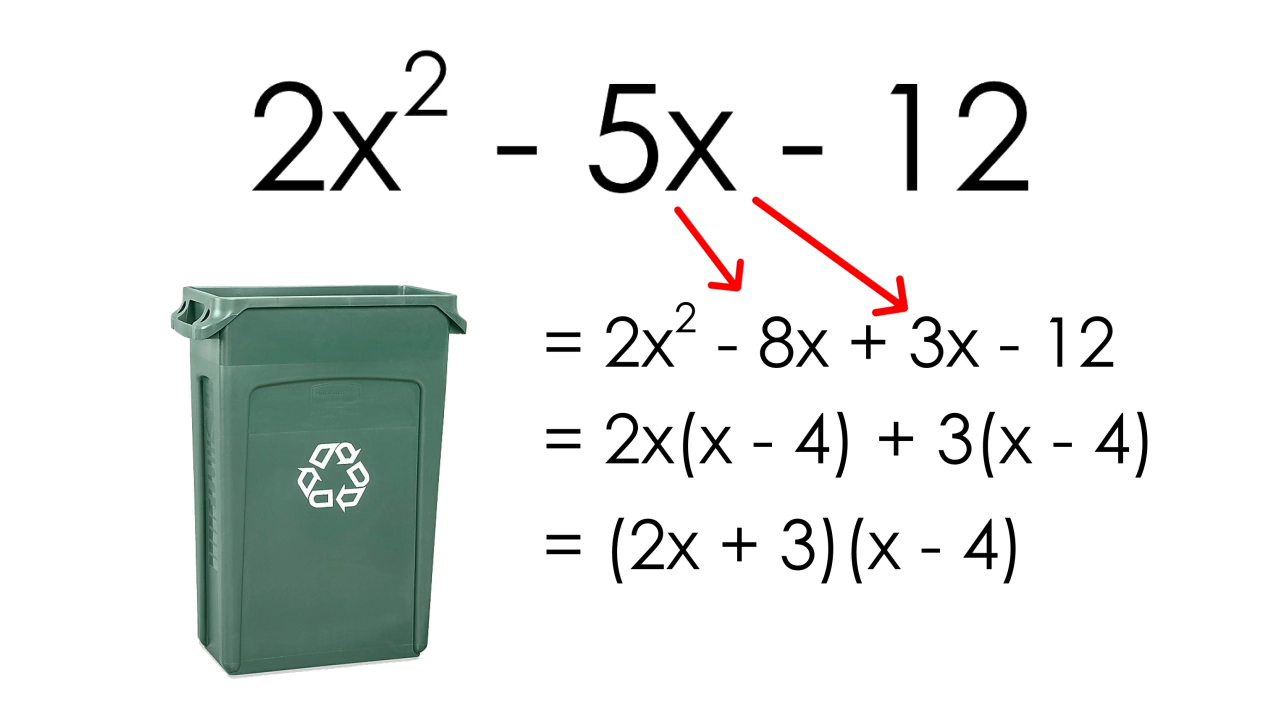 2x² - 5x - 12
= 2x² - 8x + 3x - 12
= 2x(x - 4) + 3(x - 4)
= (2x + 3)(x - 4)